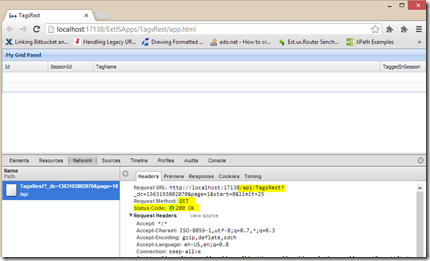 TagsRest
localhost:17138/ExtJSApps/TagsRest/app.html
Linking Bitbucket an... Handling Legacy UR... Drawing Formatted ... ado.net - How to cr... Ext.ux.Router Sench... XPath Examples
My Grid Panel
Id SessionId TagName TaggedInSession
Elements Resources Network Sources Timeline Profiles Audits Console
Name
Path
Headers Preview Response Cookies Timing
TagsRest?_dc=1363193802076&page=1&
/api
Request URL: http://localhost:17138/api/TagsRest?
_dc=1363193802076&page=1&start=0&limit=25
Request Method: GET
Status Code: 200 OK
Request Headers view source
Accept: */*
Accept-Charset: ISO-8859-1,utf-8;q=0.7,*;q=0.3
Accept-Encoding: gzip,deflate,sdch
Accept-Language: en-US,en;q=0.8
Connection: keep-alive